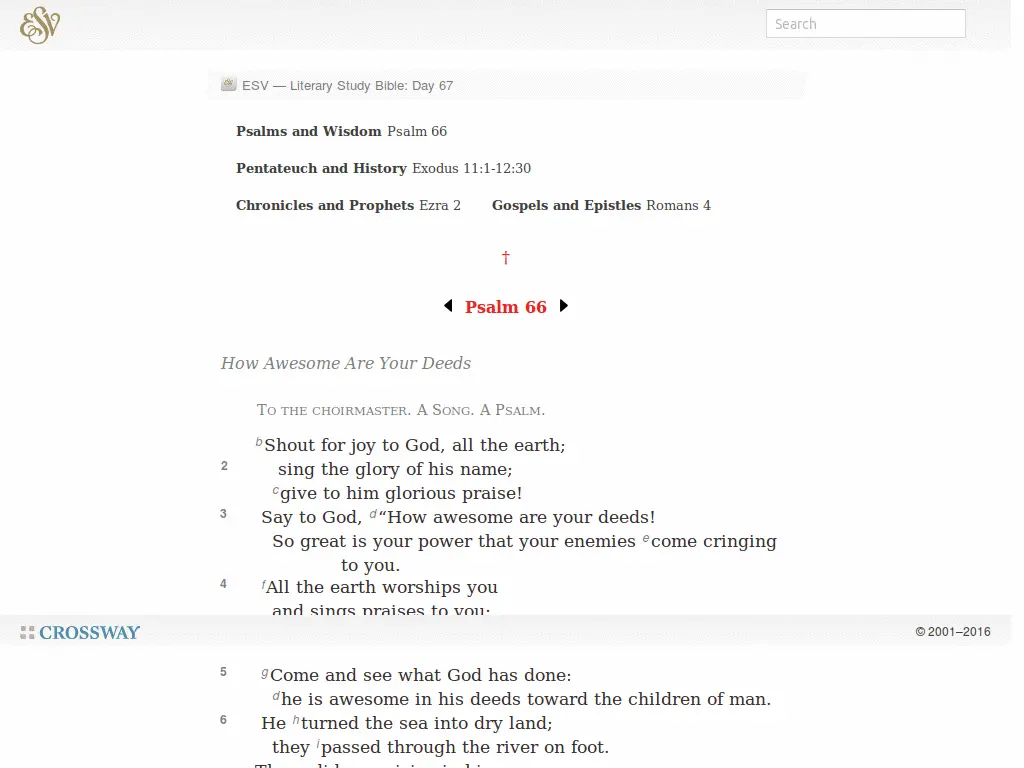 ESV
Search
ESV — Literary Study Bible: Day 67
Psalms and Wisdom Psalm 66
Pentateuch and History Exodus 11:1-12:30
Chronicles and Prophets Ezra 2 Gospels and Epistles Romans 4
†
Psalm 66
How Awesome Are Your Deeds
To the choirmaster. A Song. A Psalm.
b Shout for joy to God, all the earth;
2 sing the glory of his name;
c give to him glorious praise!
3 Say to God, d “How awesome are your deeds!
So great is your power that your enemies e come cringing
to you.
4 f All the earth worships you
and sings praises to you;
CROSSWAY
© 2001–2016
5 g Come and see what God has done:
d he is awesome in his deeds toward the children of man.
6 He h turned the sea into dry land;
they i passed through the river on foot.